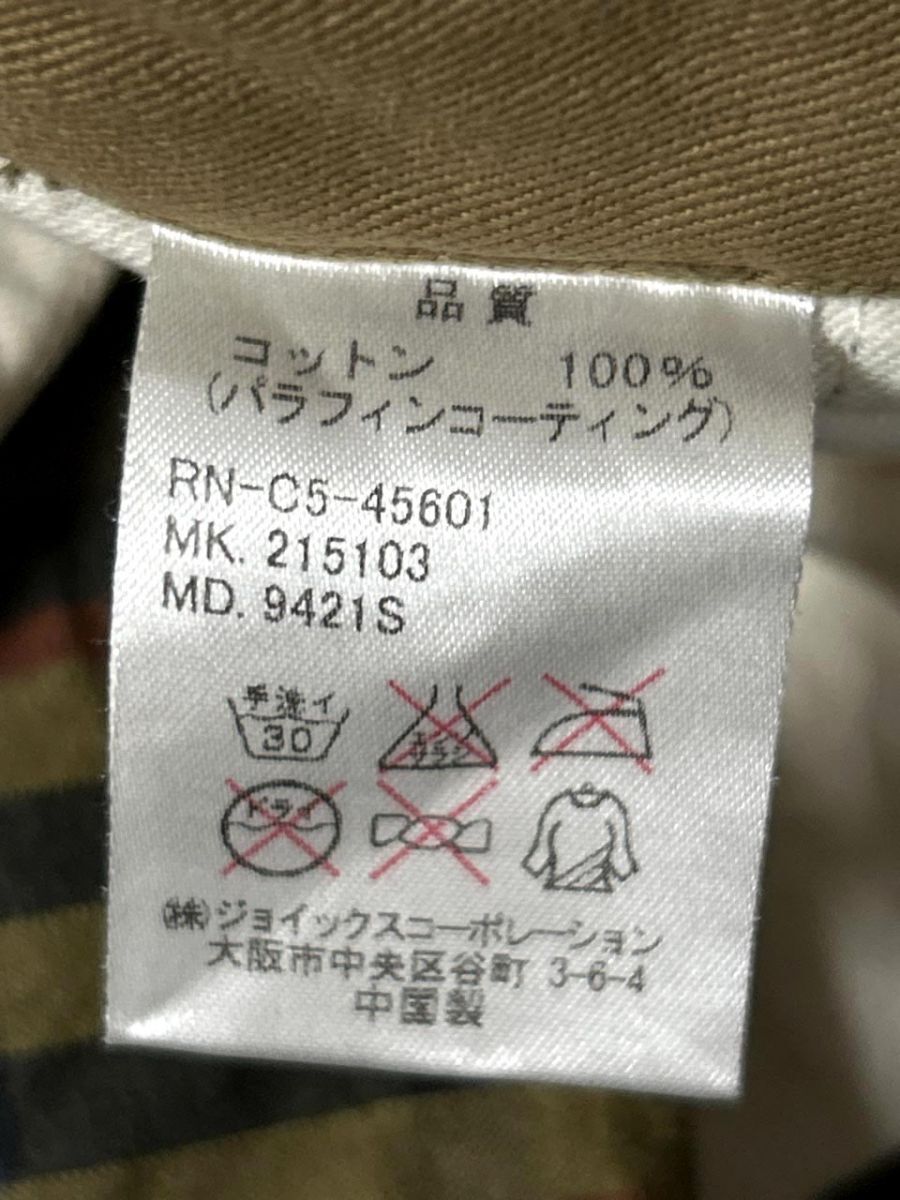 品質
コットン 100%
(パラフィンコーティング)
RN-C5-45601
MK. 215103
MD. 9421S
手洗イ
30
エンソ
サラシ
ドライ
㈱ジョイックスコーポレーション
大阪市中央区谷町 3-6-4
中国製